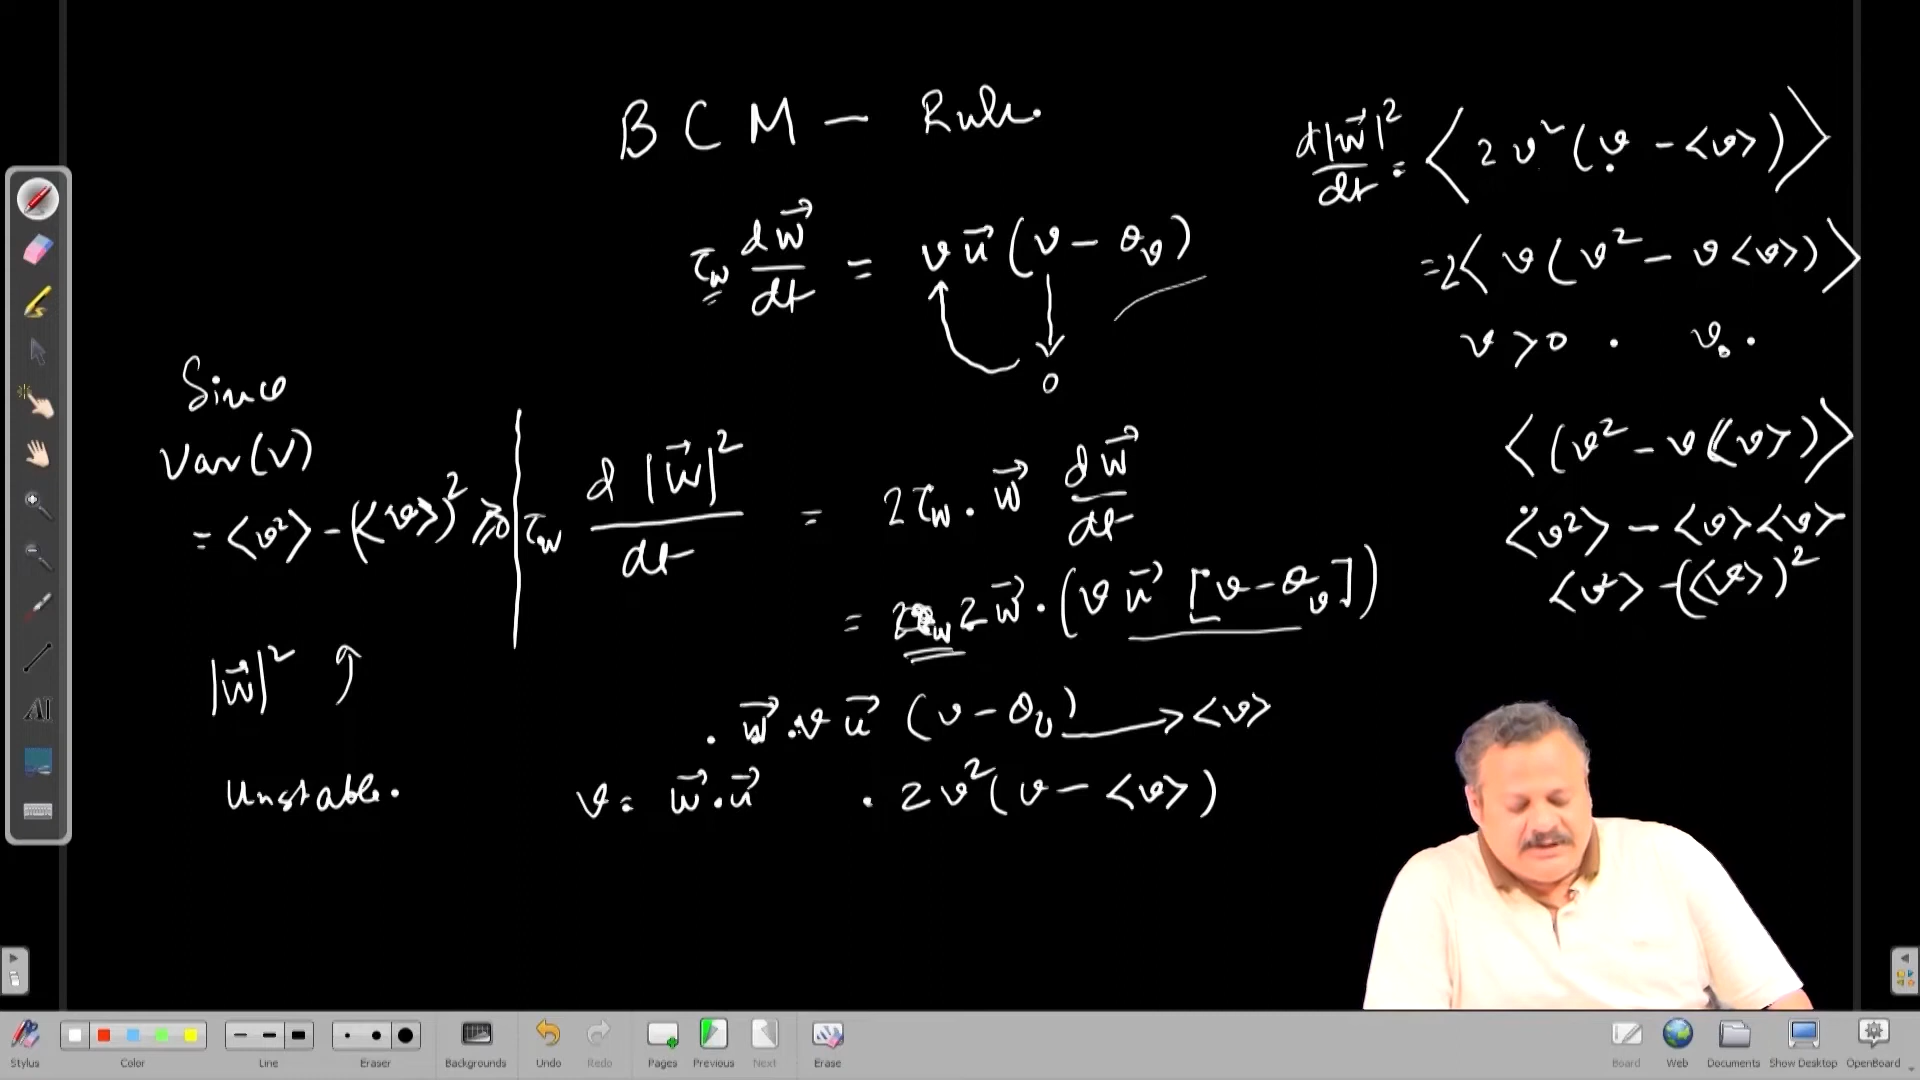 BCM - Rule.
τ_w dw⃗/dt = v u⃗ (v - θ_v)
0
Since
Var(V)
= <v²> - (<v>)² ≥ 0
|w⃗|² ↑
Unstable.
τ_w d|w⃗|²/dt = 2τ_w · w⃗ dw⃗/dt
= 2 w⃗ · (v u⃗ [v - θ_v])
· w⃗ · v u⃗ (v - θ_v) → <v>
v = w⃗ · u⃗ · 2v² (v - <v>)
d|w⃗|²/dt = <2v² (v - <v>)>
= 2<v (v² - v<v>)>
v > 0 · v ·
<(v² - v(<v>)>
<v²> - <v><v>
<v²> - (<v>)²
AI
Stylus
Color
Line
Eraser
Backgrounds
Undo
Redo
Pages
Previous
Next
Erase
Board
Web
Documents
Show Desktop
OpenBoard